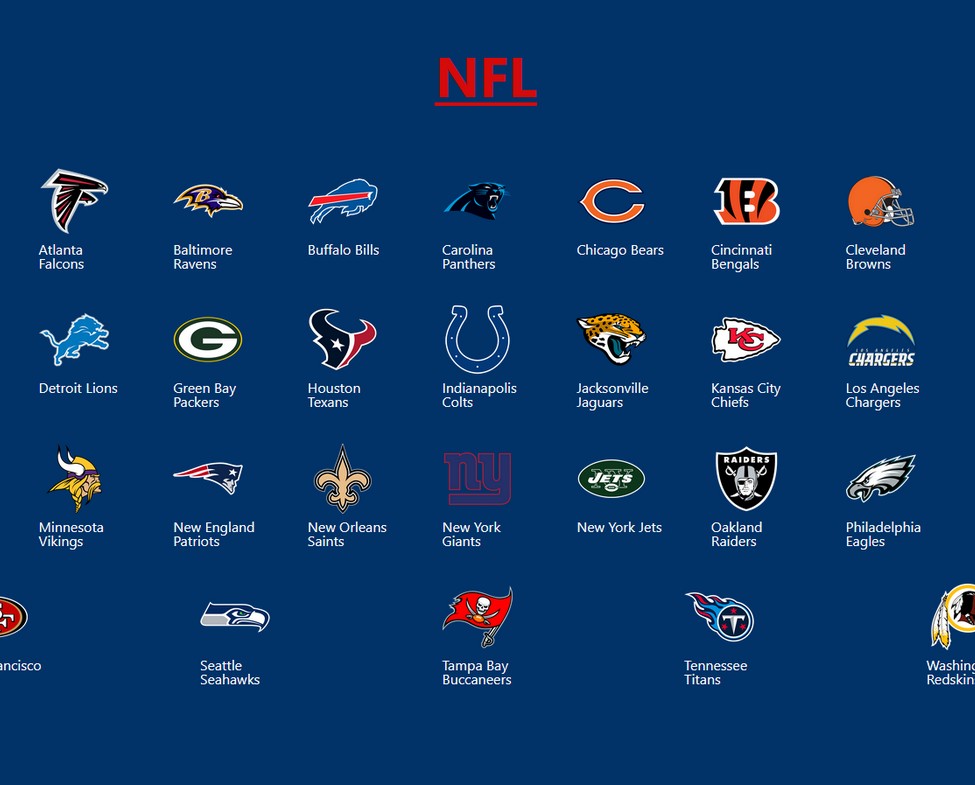 NFL
Atlanta
Falcons
Baltimore
Ravens
Buffalo Bills
Carolina
Panthers
Chicago Bears
Cincinnati
Bengals
Cleveland
Browns
Detroit Lions
Green Bay
Packers
Houston
Texans
Indianapolis
Colts
Jacksonville
Jaguars
KC
Kansas City
Chiefs
LOS ANGELES
CHARGERS
Los Angeles
Chargers
Minnesota
Vikings
New England
Patriots
New Orleans
Saints
ny
New York
Giants
JETS
New York Jets
RAIDERS
Oakland
Raiders
Philadelphia
Eagles
ancisco
Seattle
Seahawks
Tampa Bay
Buccaneers
T
Tennessee
Titans
Washing
Redskin